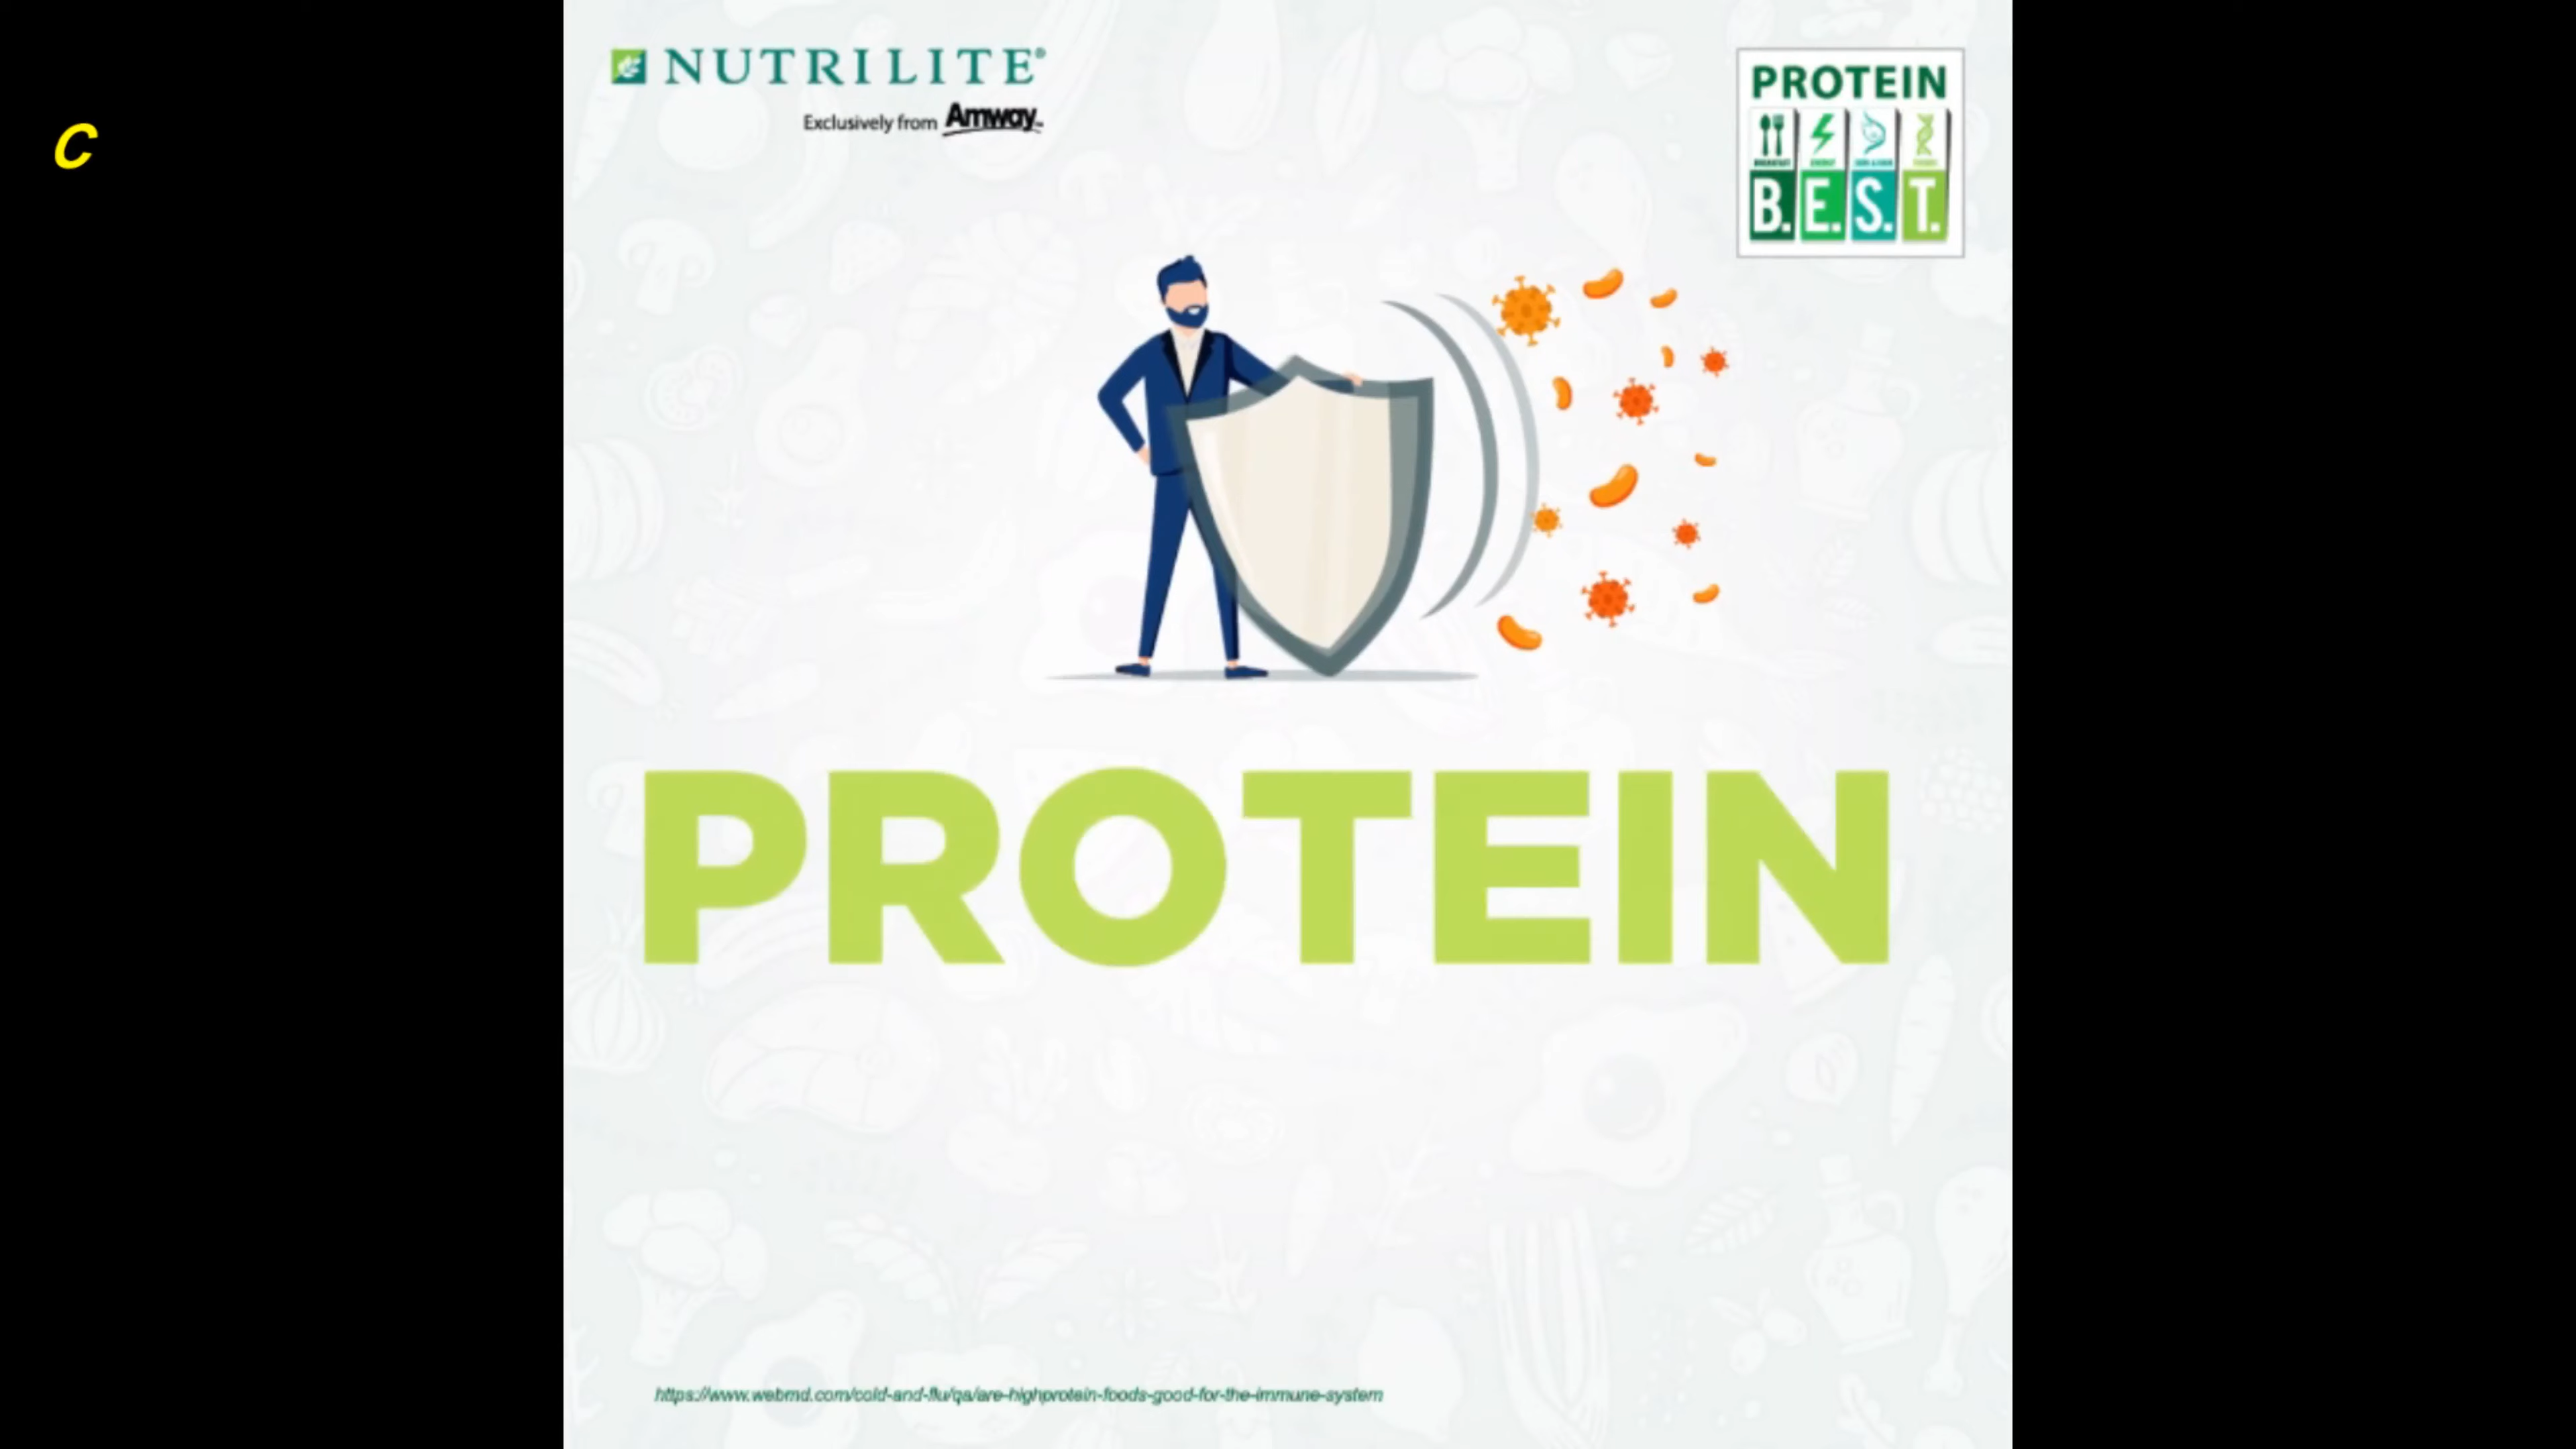 C
NUTRILITE®
Exclusively from Amway™
PROTEIN
B.E.S.T.
PROTEIN
https://www.webmd.com/cold-and-flu/qa/are-highprotein-foods-good-for-the-immune-system